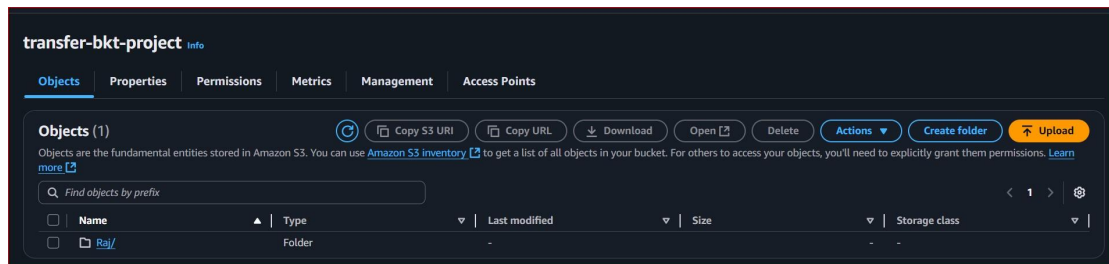 transfer-bkt-project Info
Objects Properties Permissions Metrics Management Access Points
Objects (1) Copy S3 URI Copy URL Download Open Delete Actions Create folder Upload
Objects are the fundamental entities stored in Amazon S3. You can use Amazon S3 inventory to get a list of all objects in your bucket. For others to access your objects, you'll need to explicitly grant them permissions. Learn
more
Find objects by prefix 1
Name Type Last modified Size Storage class
Raj/ Folder - - -